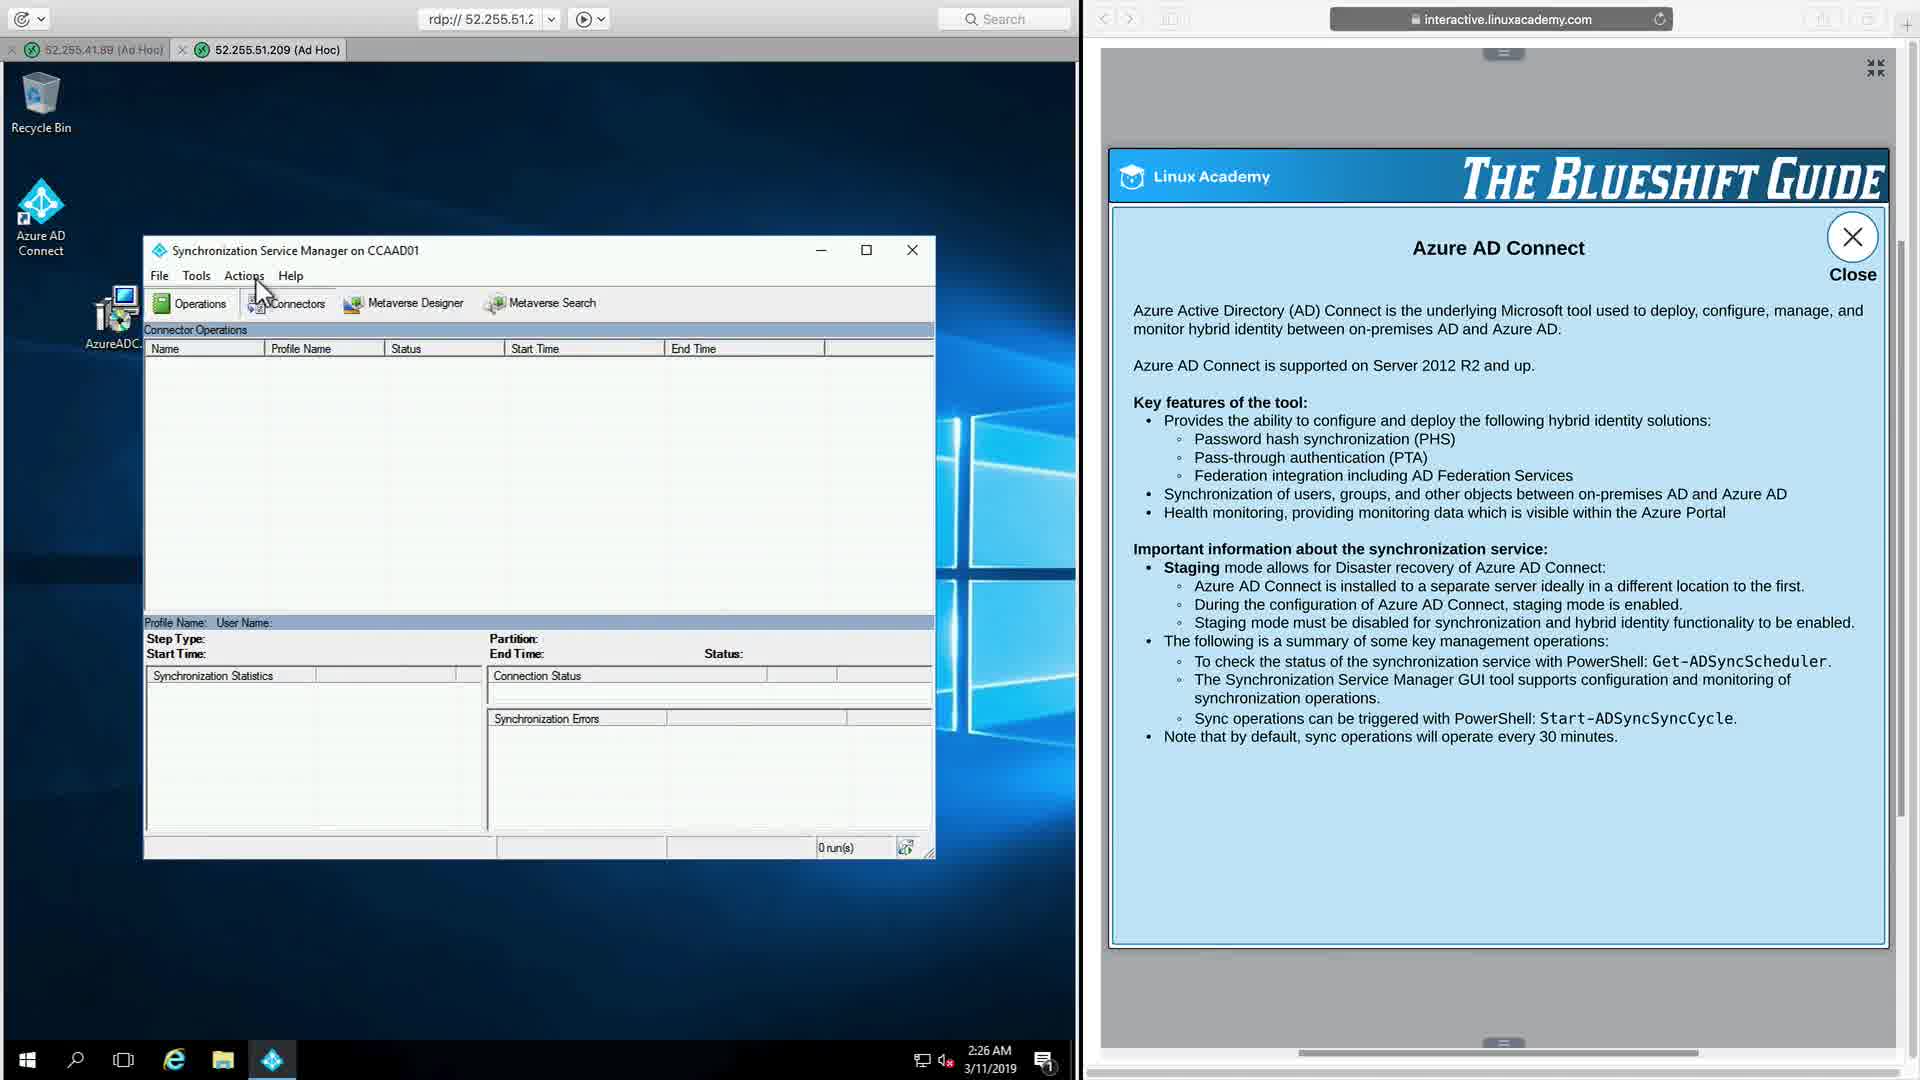 rdp:// 52.255.51.2
Search
52.255.41.89 (Ad Hoc)
52.255.51.209 (Ad Hoc)
Recycle Bin
Azure AD
Connect
AzureADC.
Synchronization Service Manager on CCAAD01
File Tools Actions Help
Operations Connectors Metaverse Designer Metaverse Search
Connector Operations
Name Profile Name Status Start Time End Time
Profile Name: User Name:
Step Type:
Start Time:
Partition:
End Time: Status:
Synchronization Statistics
Connection Status
Synchronization Errors
0 run(s)
2:26 AM
3/11/2019
1
interactive.linuxacademy.com
Linux Academy
THE BLUESHIFT GUIDE
Azure AD Connect
Close
Azure Active Directory (AD) Connect is the underlying Microsoft tool used to deploy, configure, manage, and
monitor hybrid identity between on-premises AD and Azure AD.
Azure AD Connect is supported on Server 2012 R2 and up.
Key features of the tool:
• Provides the ability to configure and deploy the following hybrid identity solutions:
◦ Password hash synchronization (PHS)
◦ Pass-through authentication (PTA)
◦ Federation integration including AD Federation Services
• Synchronization of users, groups, and other objects between on-premises AD and Azure AD
• Health monitoring, providing monitoring data which is visible within the Azure Portal
Important information about the synchronization service:
• Staging mode allows for Disaster recovery of Azure AD Connect:
◦ Azure AD Connect is installed to a separate server ideally in a different location to the first.
◦ During the configuration of Azure AD Connect, staging mode is enabled.
◦ Staging mode must be disabled for synchronization and hybrid identity functionality to be enabled.
• The following is a summary of some key management operations:
◦ To check the status of the synchronization service with PowerShell: Get-ADSyncScheduler.
◦ The Synchronization Service Manager GUI tool supports configuration and monitoring of
synchronization operations.
◦ Sync operations can be triggered with PowerShell: Start-ADSyncSyncCycle.
• Note that by default, sync operations will operate every 30 minutes.